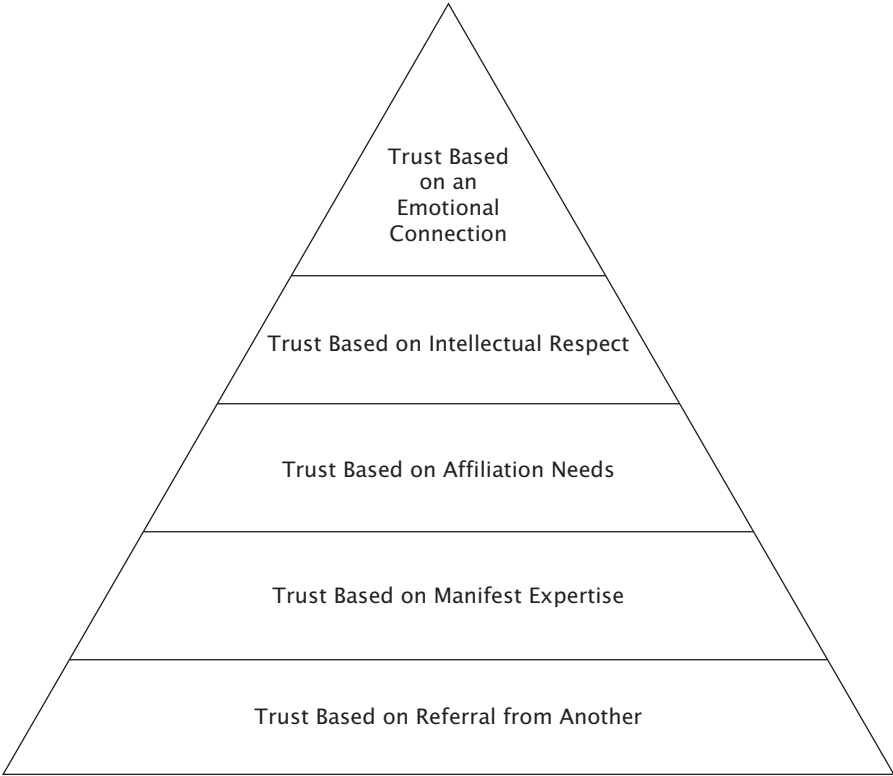 Trust Based
on an
Emotional
Connection
Trust Based on Intellectual Respect
Trust Based on Affiliation Needs
Trust Based on Manifest Expertise
Trust Based on Referral from Another